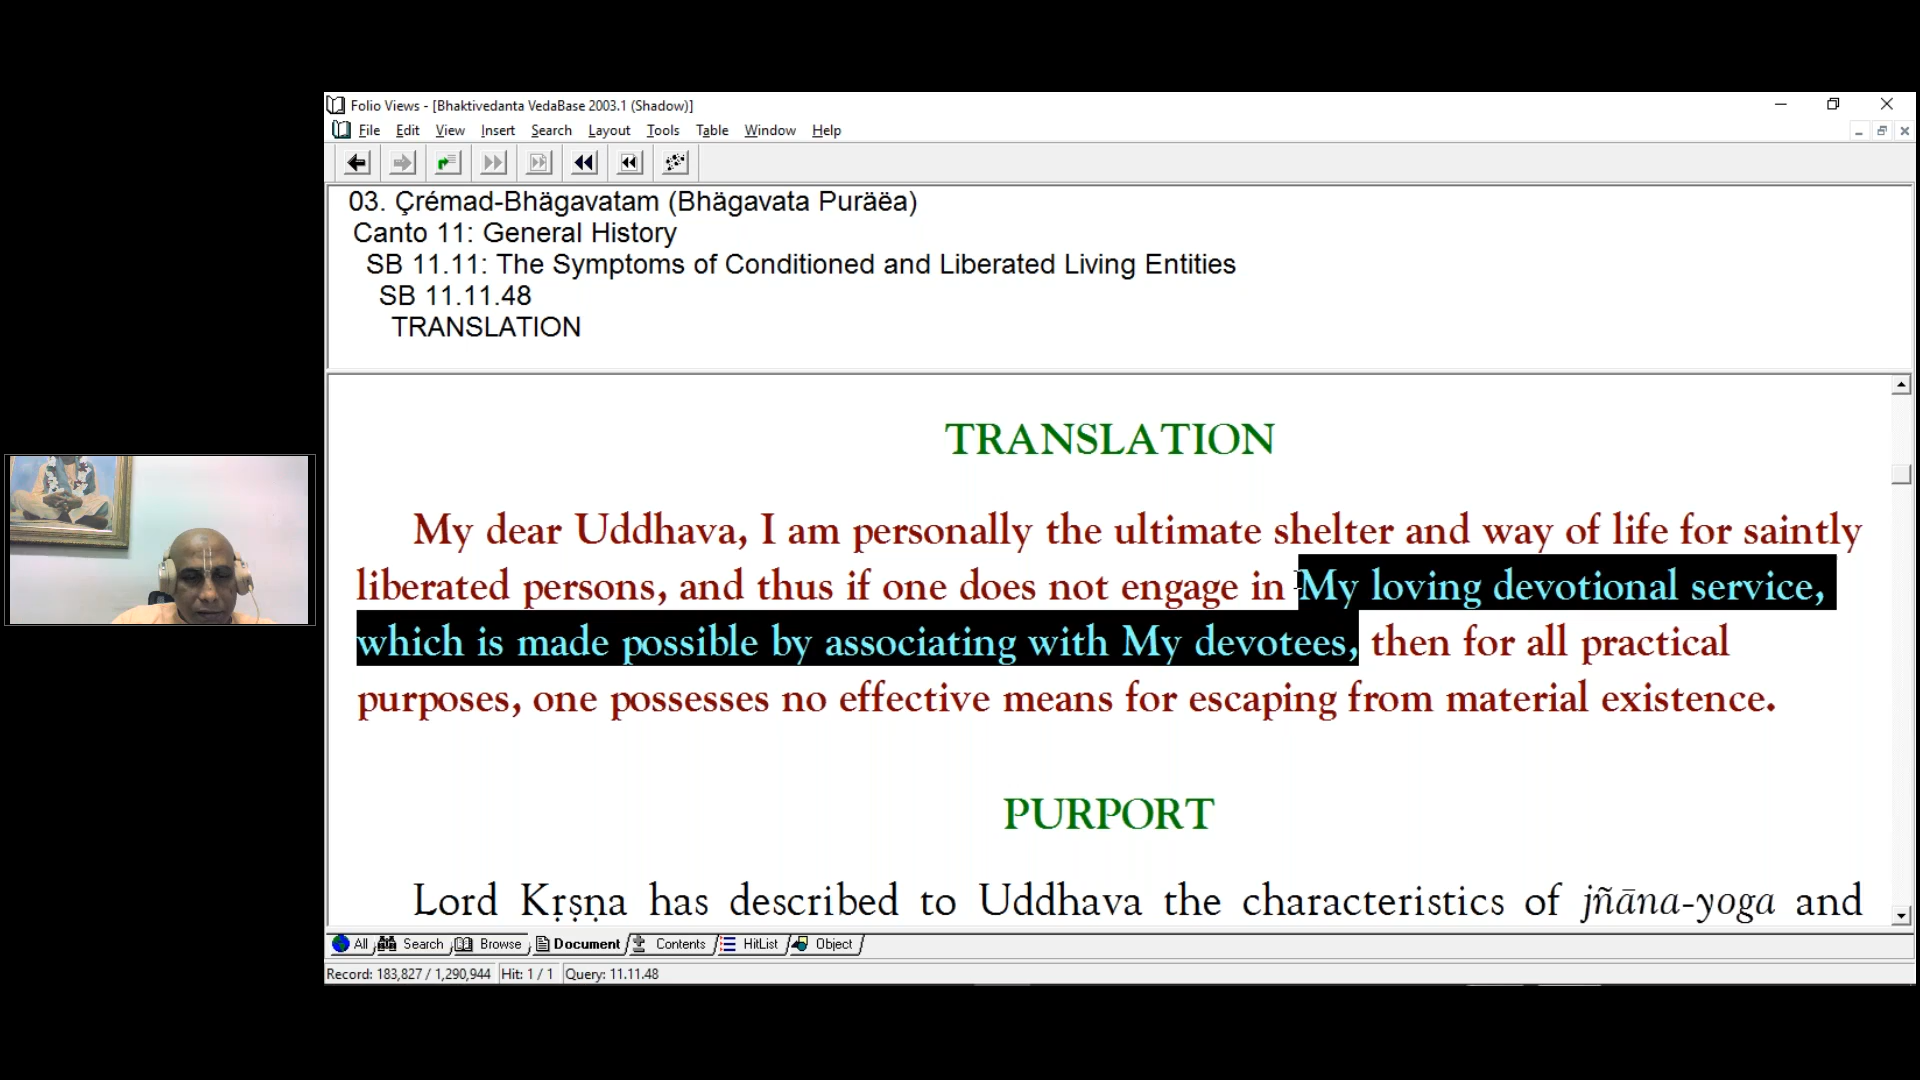 Folio Views - [Bhaktivedanta VedaBase 2003.1 (Shadow)]
File Edit View Insert Search Layout Tools Table Window Help
03. Çrémad-Bhägavatam (Bhägavata Puräëa)
Canto 11: General History
SB 11.11: The Symptoms of Conditioned and Liberated Living Entities
SB 11.11.48
TRANSLATION
TRANSLATION
My dear Uddhava, I am personally the ultimate shelter and way of life for saintly
liberated persons, and thus if one does not engage in My loving devotional service,
which is made possible by associating with My devotees, then for all practical
purposes, one possesses no effective means for escaping from material existence.
PURPORT
Lord Kṛṣṇa has described to Uddhava the characteristics of jñāna-yoga and
All Search Browse Document Contents HitList Object
Record: 183,827 / 1,290,944 Hit: 1 / 1 Query: 11.11.48